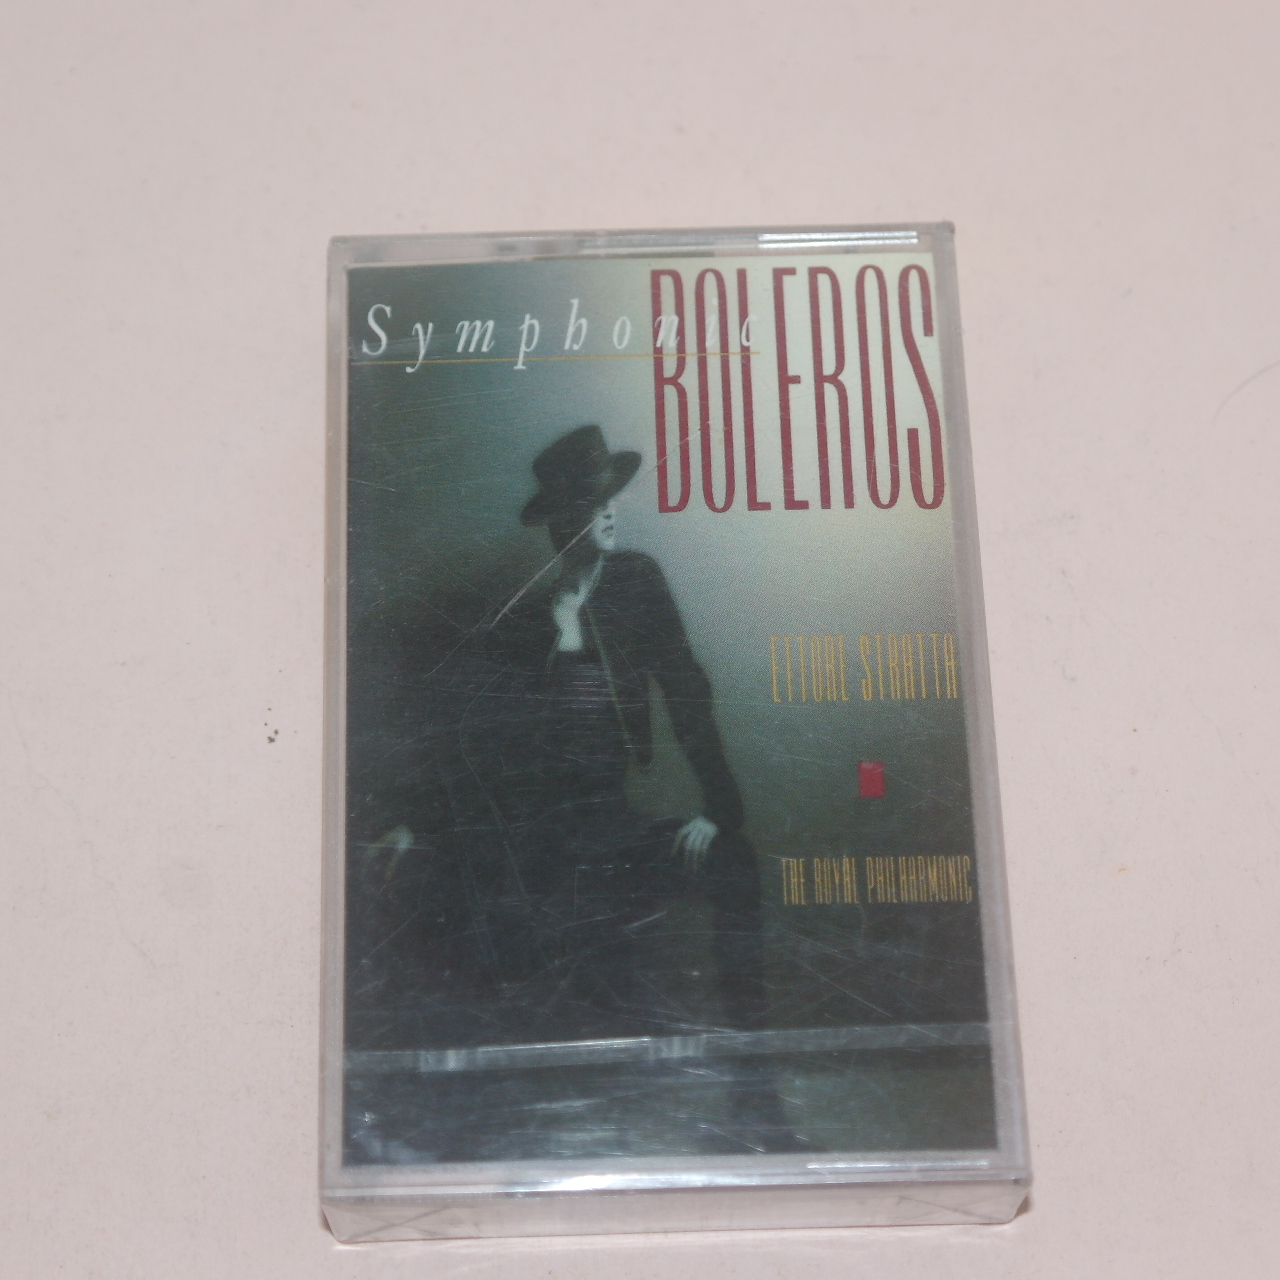 Symphonic
BOLEROS
ETTORE STRATTA
THE ROYAL PHILHARMONIC